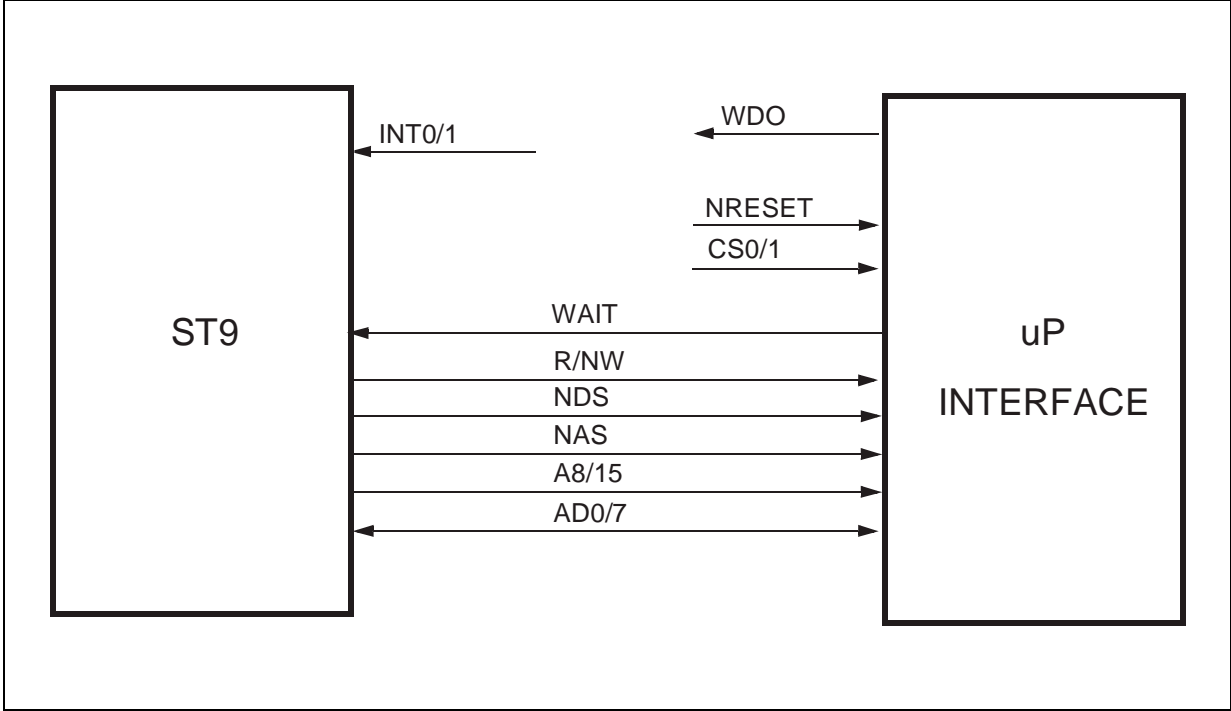 WDO
INT0/1
NRESET
CS0/1
WAIT
ST9
uP
R/NW
NDS
INTERFACE
NAS
A8/15
AD0/7